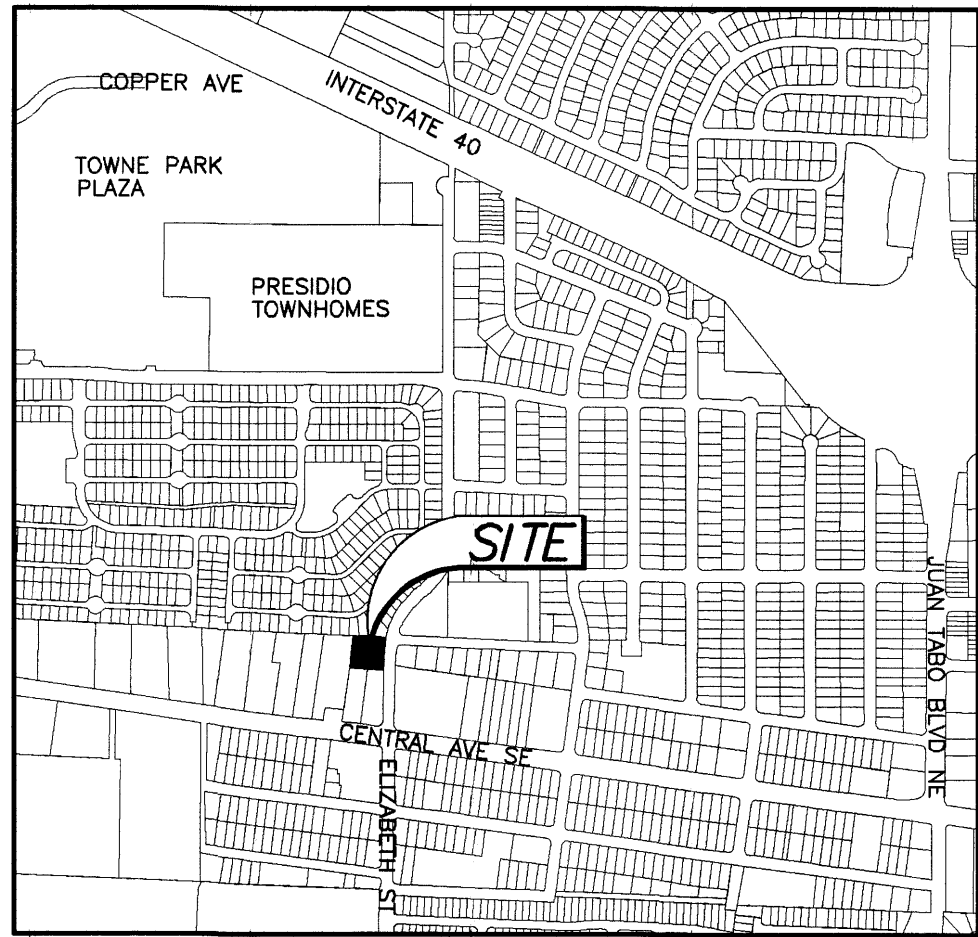 COPPER AVE
INTERSTATE 40
TOWNE PARK
PLAZA
PRESIDIO
TOWNHOMES
SITE
JUAN TABO BLVD NE
CENTRAL AVE SE
ELIZABETH ST